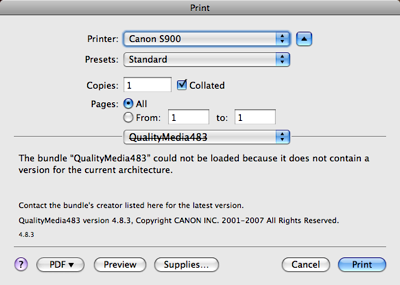 Print
Printer: Canon S900
Presets: Standard
Copies: 1 Collated
Pages: All
From: 1 to: 1
QualityMedia483
The bundle “QualityMedia483” could not be loaded because it does not contain a
version for the current architecture.
Contact the bundle's creator listed here for the latest version.
QualityMedia483 version 4.8.3, Copyright CANON INC. 2001-2007 All Rights Reserved.
4.8.3
? PDF▾ Preview Supplies... Cancel Print